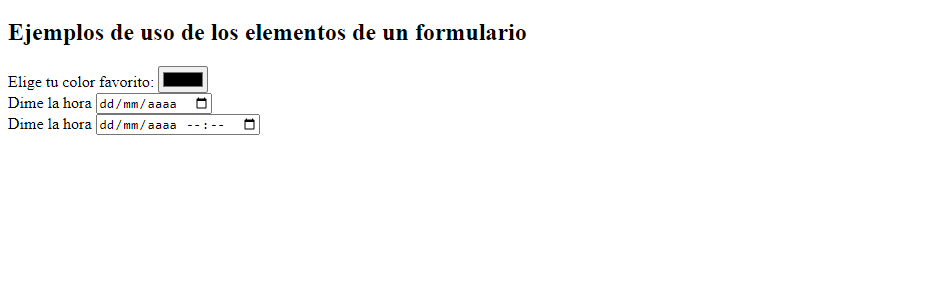 Ejemplos de uso de los elementos de un formulario
Elige tu color favorito:
Dime la hora dd/mm/aaaa
Dime la hora dd/mm/aaaa --:--